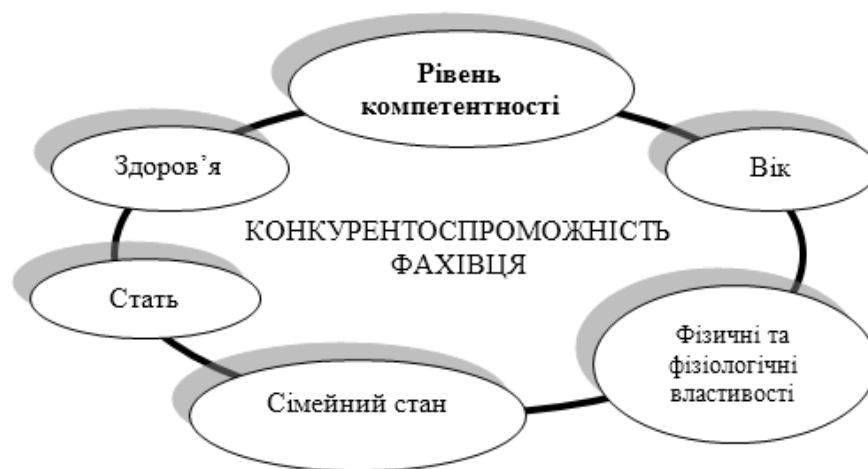 Рівень
компетентності
Здоров’я
Вік
КОНКУРЕНТОСПРОМОЖНІСТЬ
ФАХІВЦЯ
Стать
Фізичні та
фізіологічні
властивості
Сімейний стан